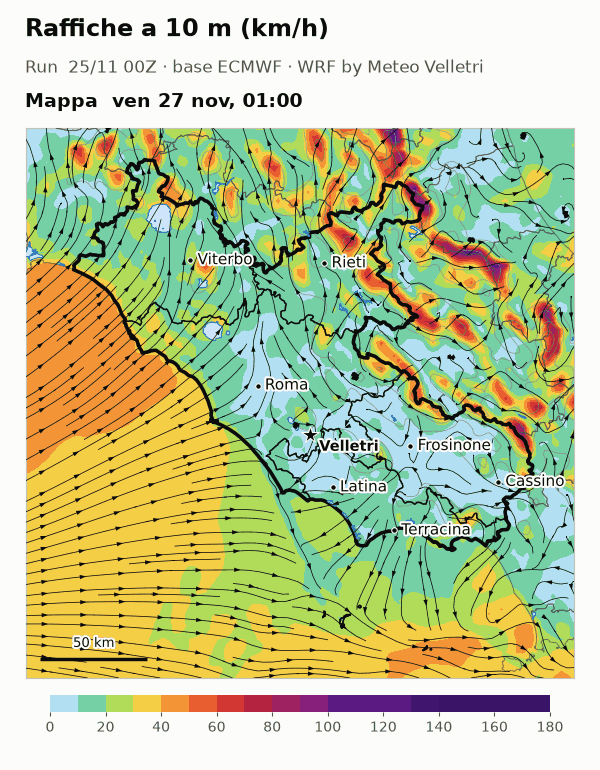 Raffiche a 10 m (km/h)
Run  25/11 00Z · base ECMWF · WRF by Meteo Velletri
Mappa  ven 27 nov, 01:00
Viterbo
Rieti
Roma
Velletri
Frosinone
Latina
Cassino
Terracina
50 km
0 20 40 60 80 100 120 140 160 180